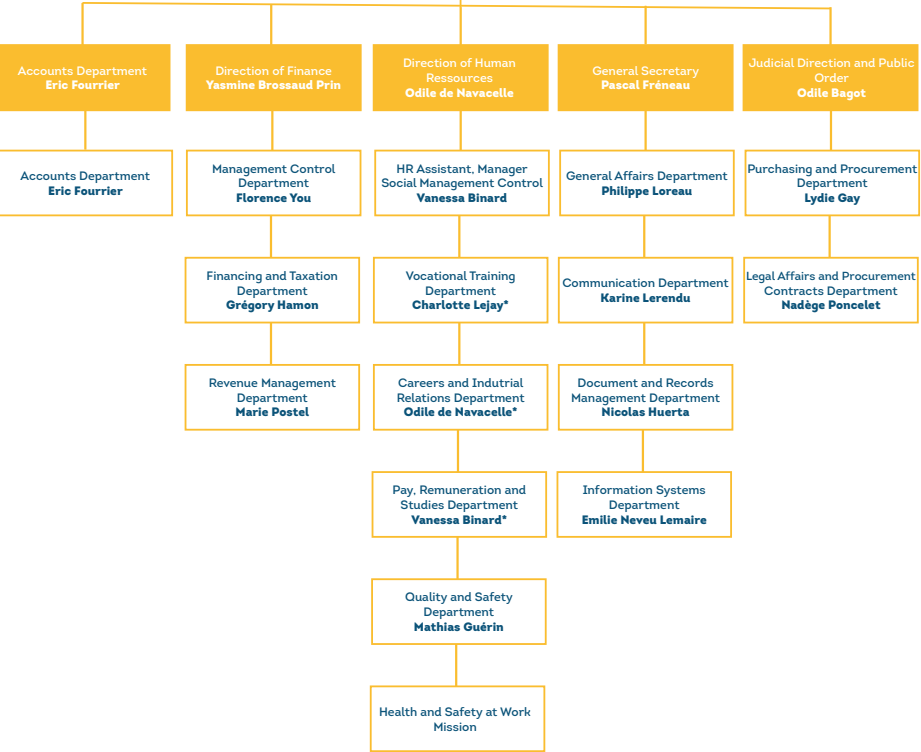 Accounts Department
Eric Fourrier
Direction of Finance
Yasmine Brossaud Prin
Direction of Human
Ressources
Odile de Navacelle
General Secretary
Pascal Fréneau
Judicial Direction and Public
Order
Odile Bagot
Accounts Department
Eric Fourrier
Management Control
Department
Florence You
HR Assistant, Manager
Social Management Control
Vanessa Binard
General Affairs Department
Philippe Loreau
Purchasing and Procurement
Department
Lydie Gay
Financing and Taxation
Department
Grégory Hamon
Vocational Training
Department
Charlotte Lejay*
Communication Department
Karine Lerendu
Legal Affairs and Procurement
Contracts Department
Nadège Poncelet
Revenue Management
Department
Marie Postel
Careers and Indutrial
Relations Department
Odile de Navacelle*
Document and Records
Management Department
Nicolas Huerta
Pay, Remuneration and
Studies Department
Vanessa Binard*
Information Systems
Department
Emilie Neveu Lemaire
Quality and Safety
Department
Mathias Guérin
Health and Safety at Work
Mission